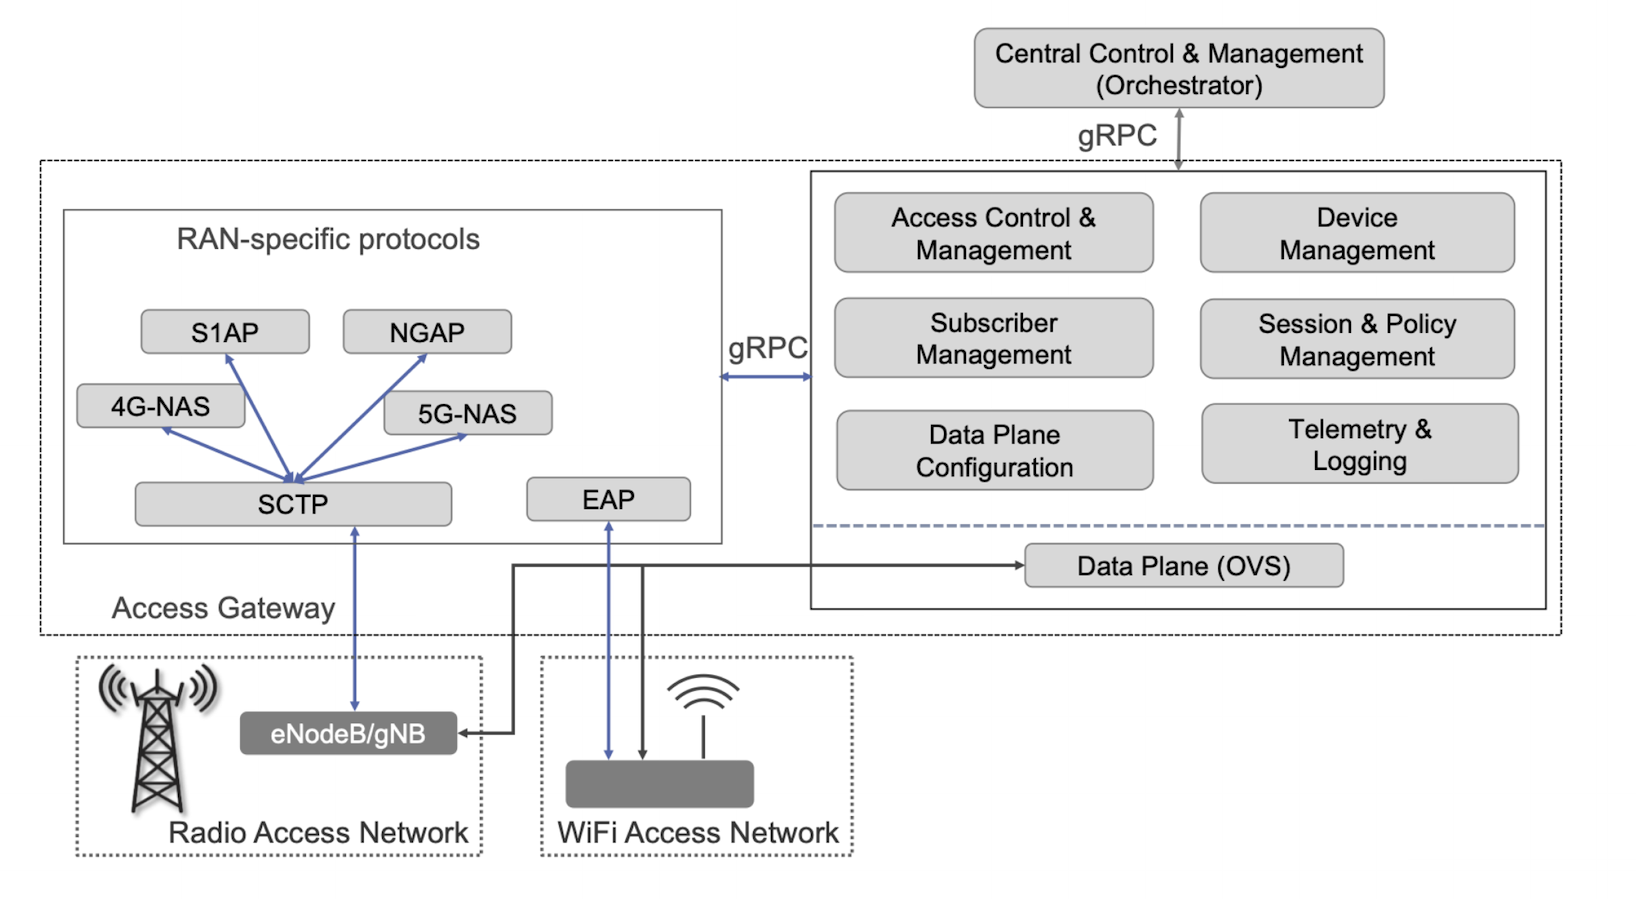 Central Control & Management
(Orchestrator)
gRPC
RAN-specific protocols
S1AP
NGAP
4G-NAS
5G-NAS
SCTP
EAP
gRPC
Access Control &
Management
Device
Management
Subscriber
Management
Session & Policy
Management
Data Plane
Configuration
Telemetry &
Logging
Data Plane (OVS)
Access Gateway
eNodeB/gNB
Radio Access Network
WiFi Access Network